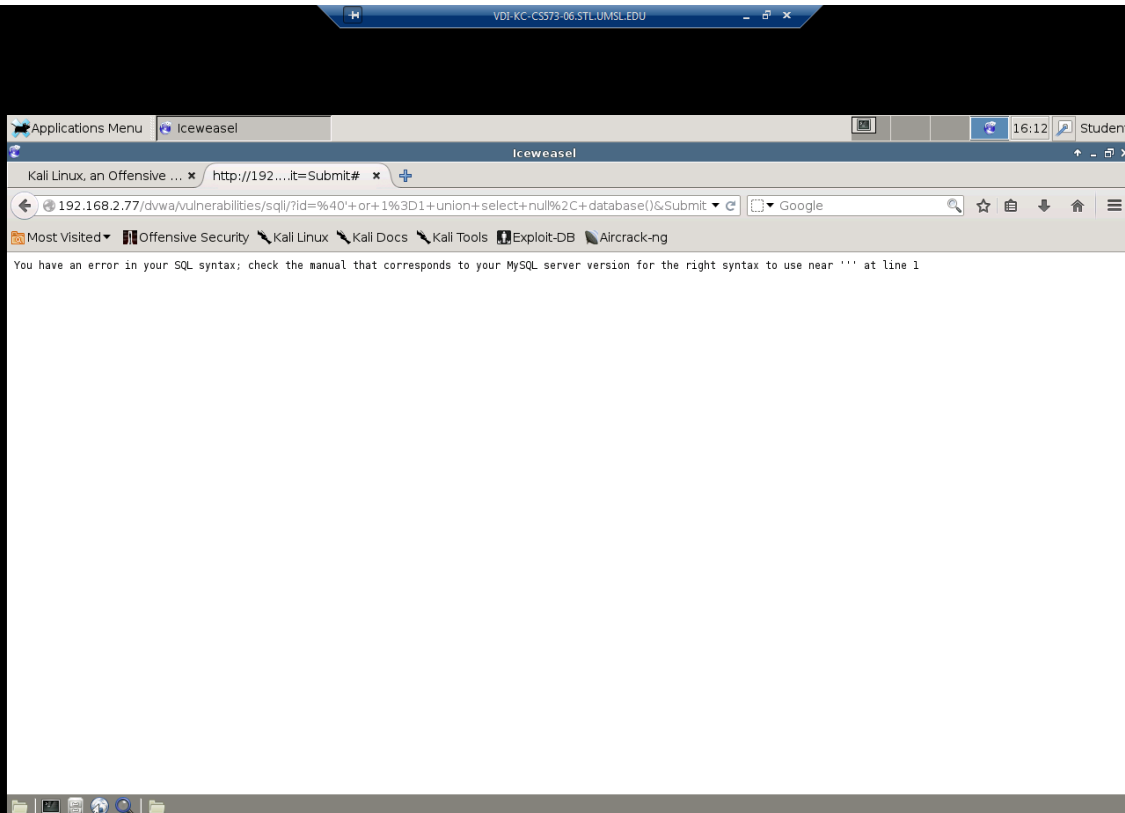 VDI-KC-CS573-06.STL.UMSL.EDU
Applications Menu Iceweasel 16:12 Student
Iceweasel
Kali Linux, an Offensive ... http://192....it=Submit#
192.168.2.77/dvwa/vulnerabilities/sqli/?id=%40'+or+1%3D1+union+select+null%2C+database()&Submit Google
Most Visited Offensive Security Kali Linux Kali Docs Kali Tools Exploit-DB Aircrack-ng
You have an error in your SQL syntax; check the manual that corresponds to your MySQL server version for the right syntax to use near ''' at line 1